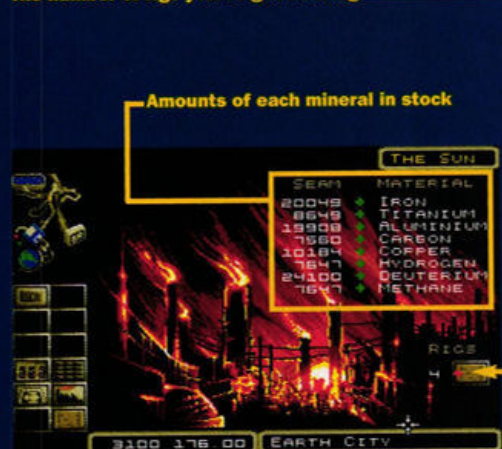 Amounts of each mineral in stock
THE SUN
SEAM MATERIAL
20049 IRON
8649 TITANIUM
19908 ALUMINIUM
7560 CARBON
10184 COPPER
7647 HYDROGEN
24100 DEUTERIUM
7647 METHANE
RIGS
4
3100 176.00 EARTH CITY